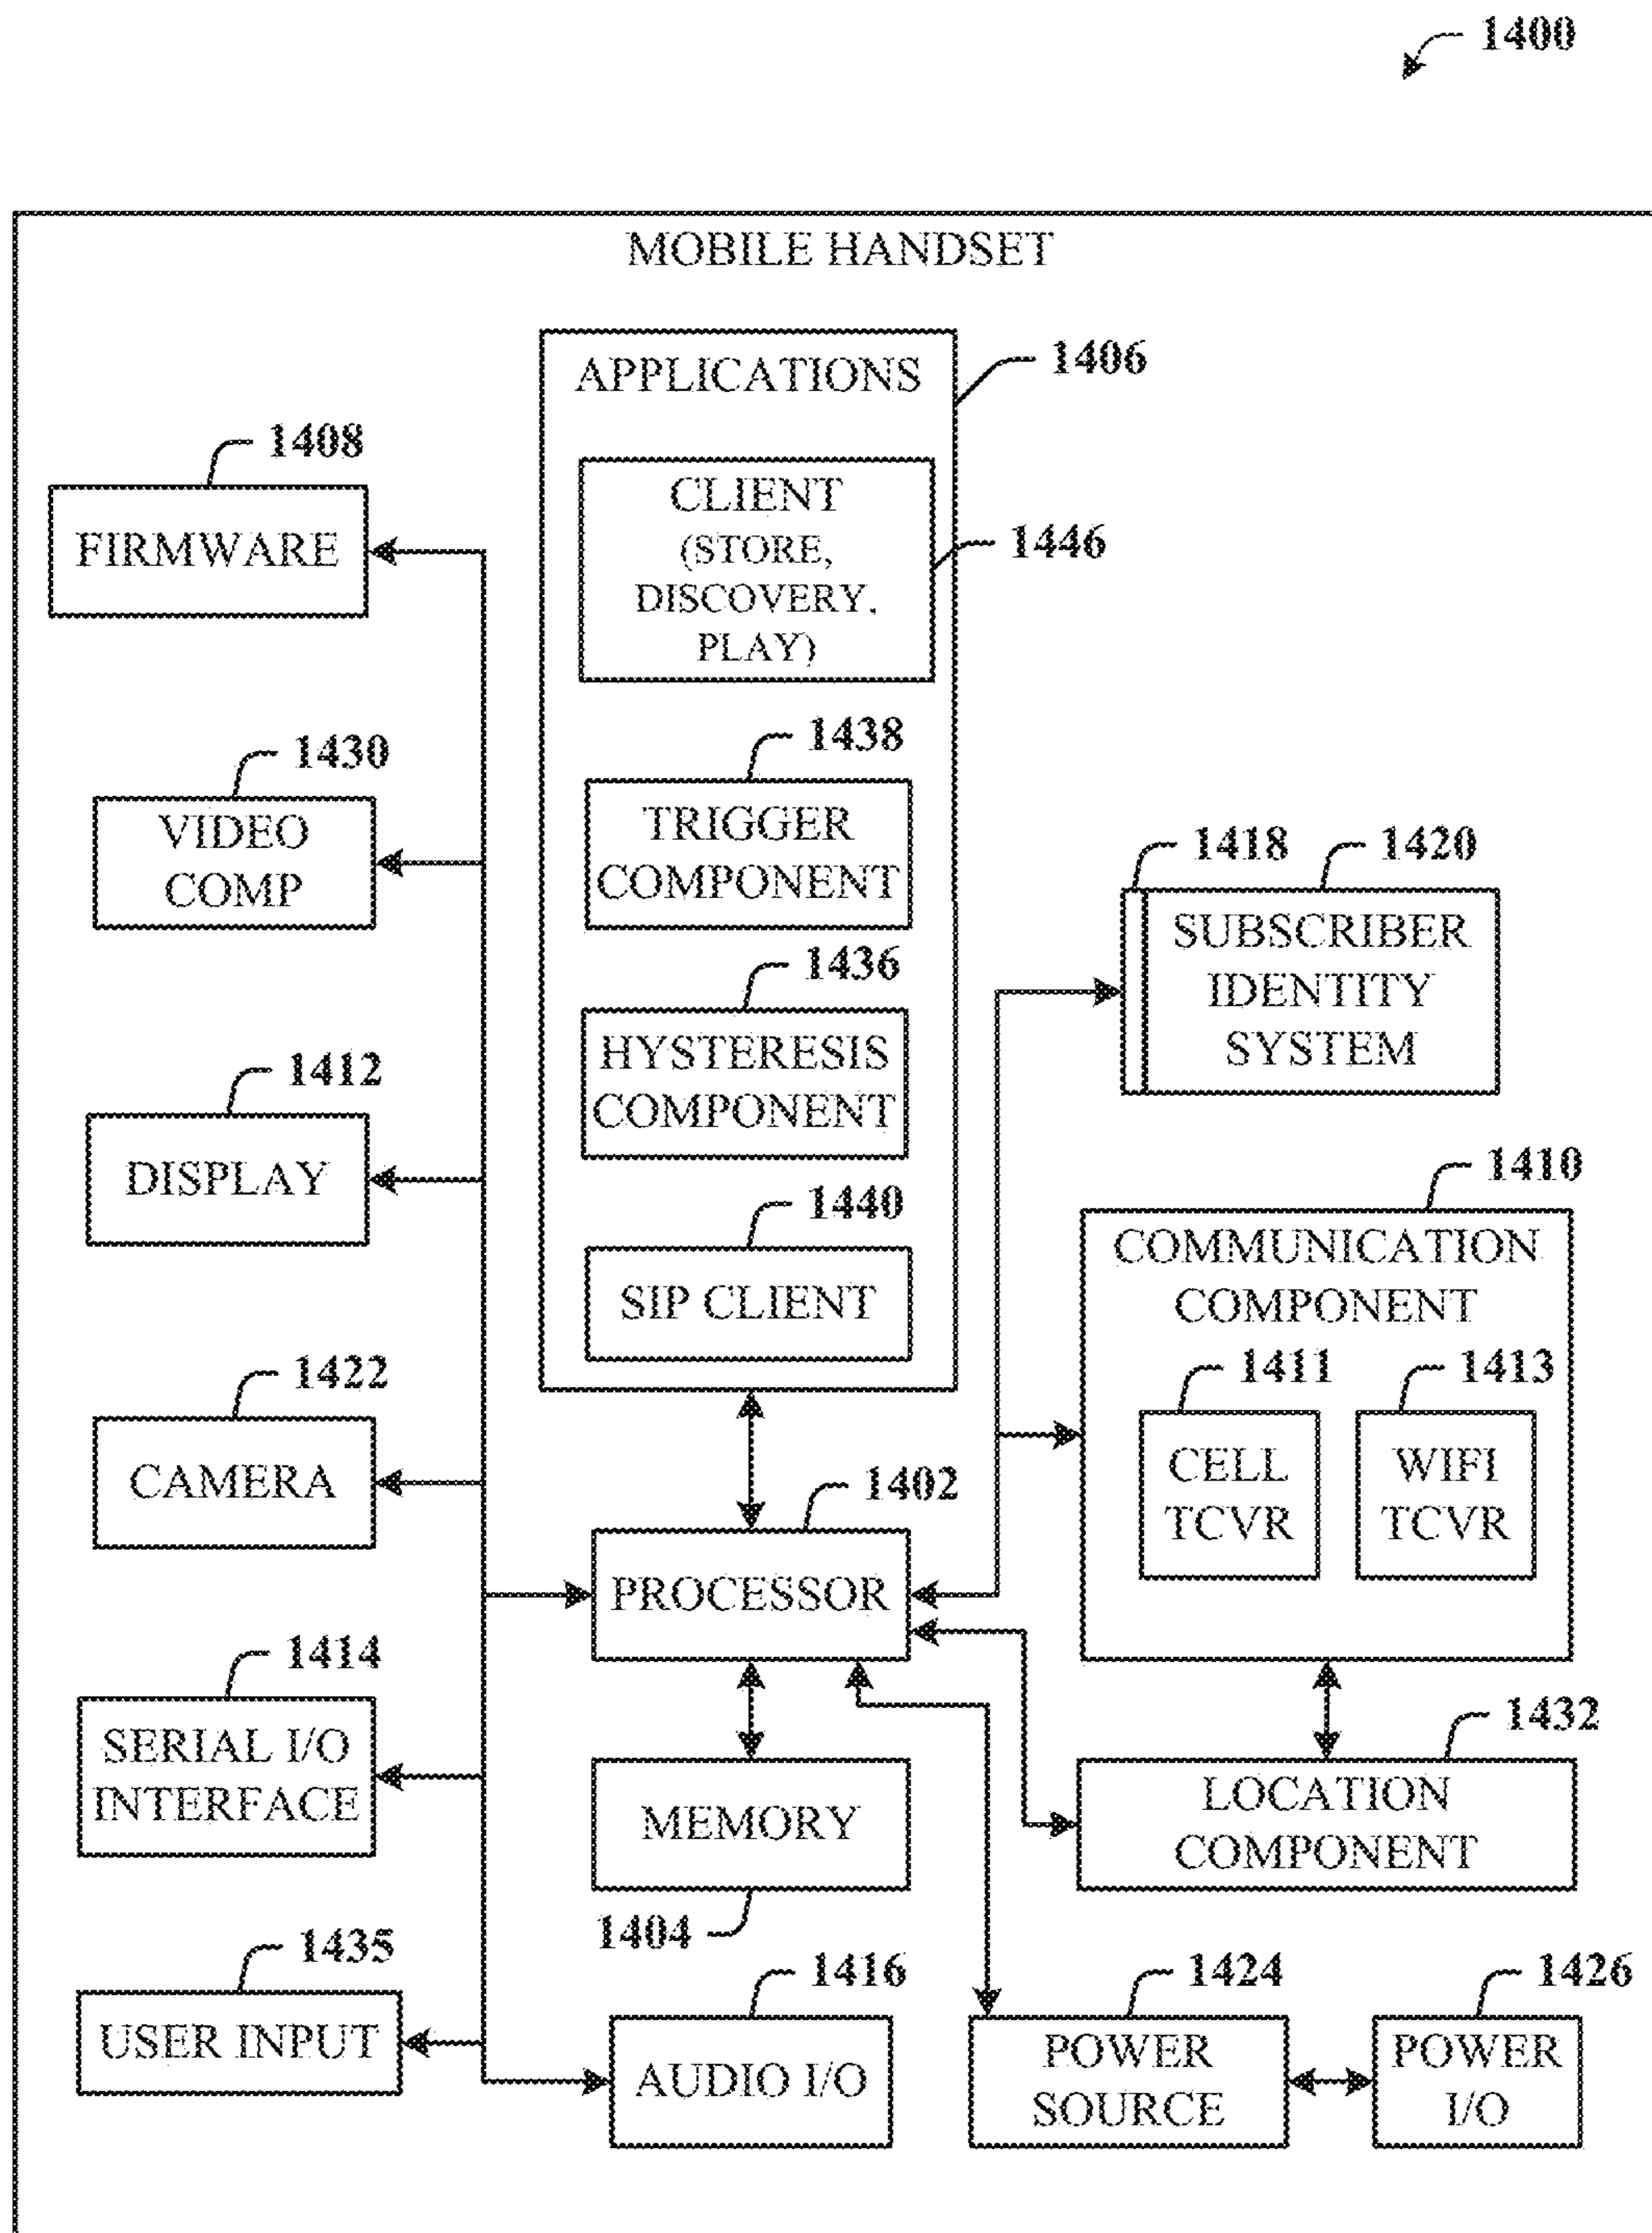 1400
MOBILE HANDSET
APPLICATIONS
1406
CLIENT
(STORE,
DISCOVERY,
PLAY)
1446
1408
FIRMWARE
1438
TRIGGER
COMPONENT
1430
VIDEO
COMP
1418
1420
SUBSCRIBER
IDENTITY
SYSTEM
1436
HYSTERESIS
COMPONENT
1412
DISPLAY
1440
SIP CLIENT
1410
COMMUNICATION
COMPONENT
1411
CELL
TCVR
1413
WIFI
TCVR
1422
CAMERA
1402
PROCESSOR
1414
SERIAL I/O
INTERFACE
MEMORY
1404
1432
LOCATION
COMPONENT
1435
USER INPUT
1416
AUDIO I/O
1424
POWER
SOURCE
1426
POWER
I/O